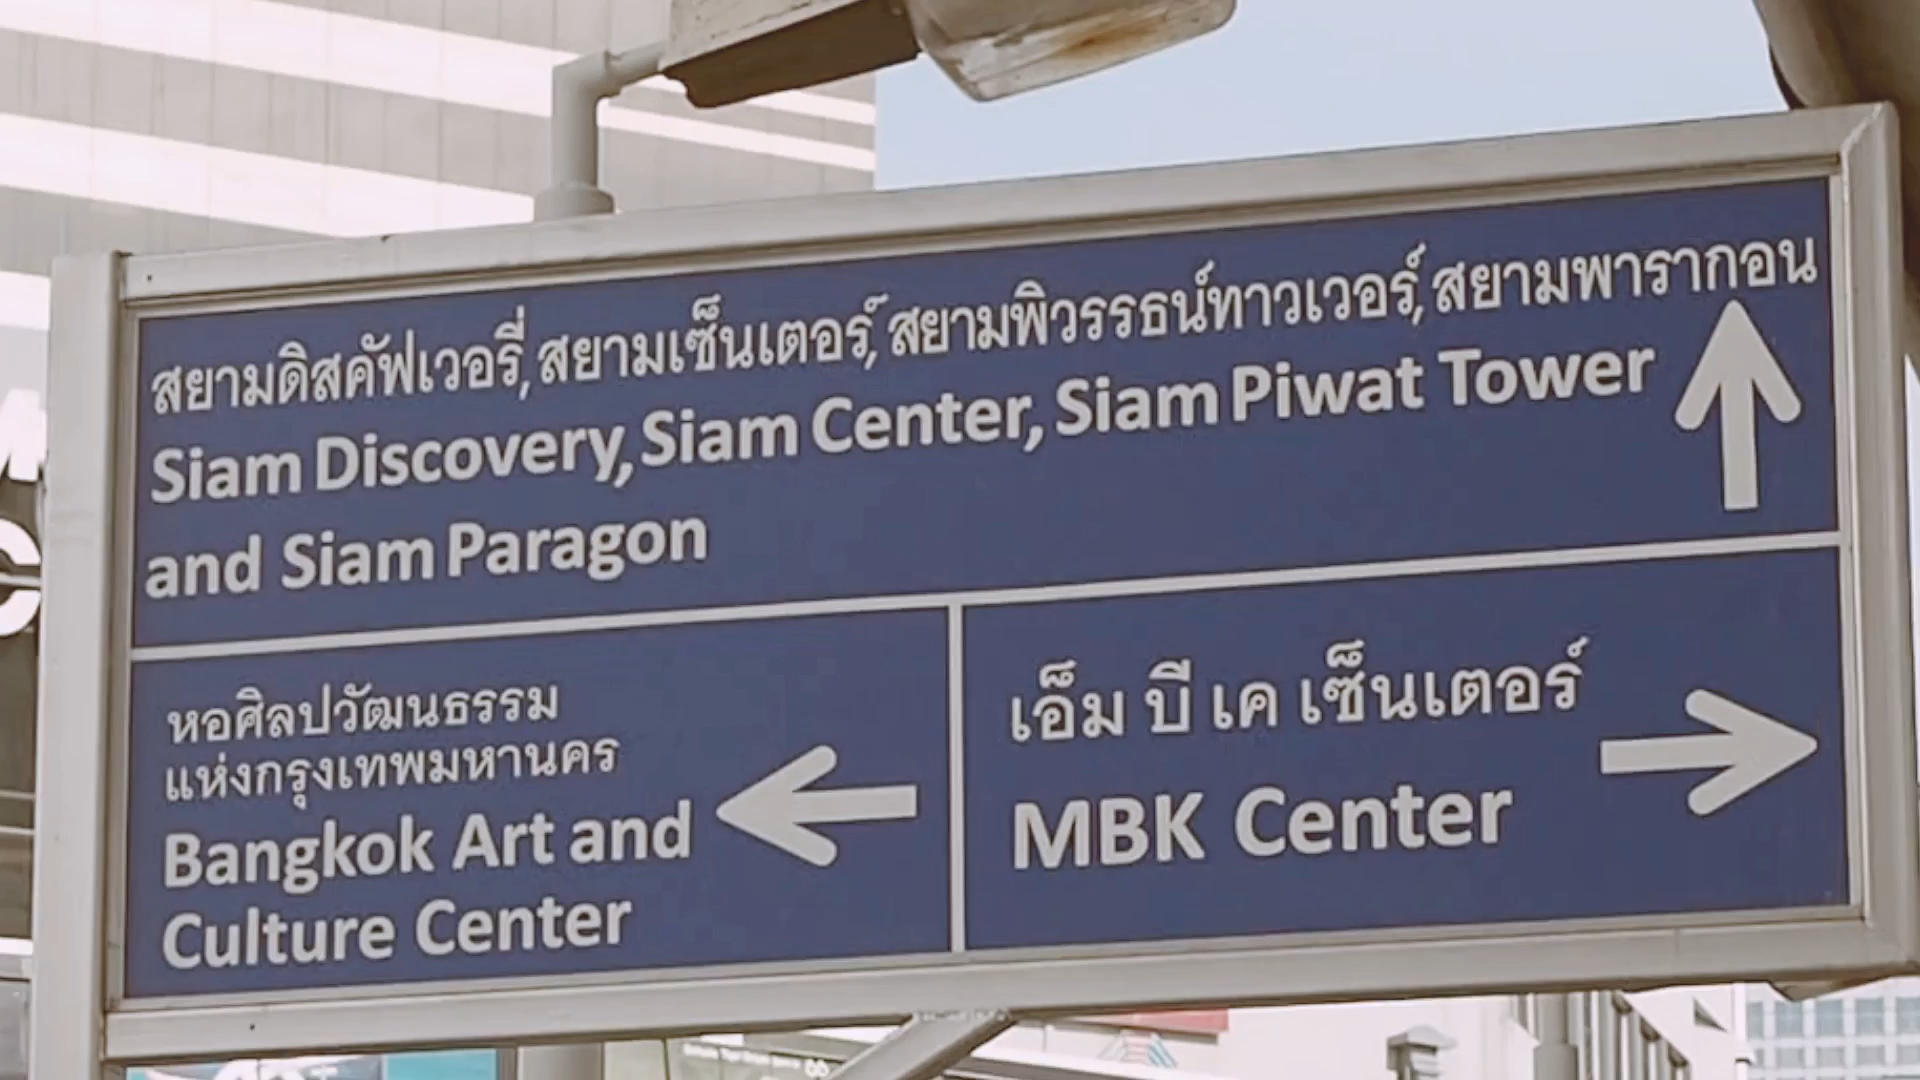 สยามดิสคัฟเวอรี่, สยามเซ็นเตอร์, สยามพิวรรธน์ทาวเวอร์, สยามพารากอน
Siam Discovery, Siam Center, Siam Piwat Tower
and Siam Paragon
หอศิลปวัฒนธรรม
แห่งกรุงเทพมหานคร
Bangkok Art and
Culture Center
เอ็ม บี เค เซ็นเตอร์
MBK Center